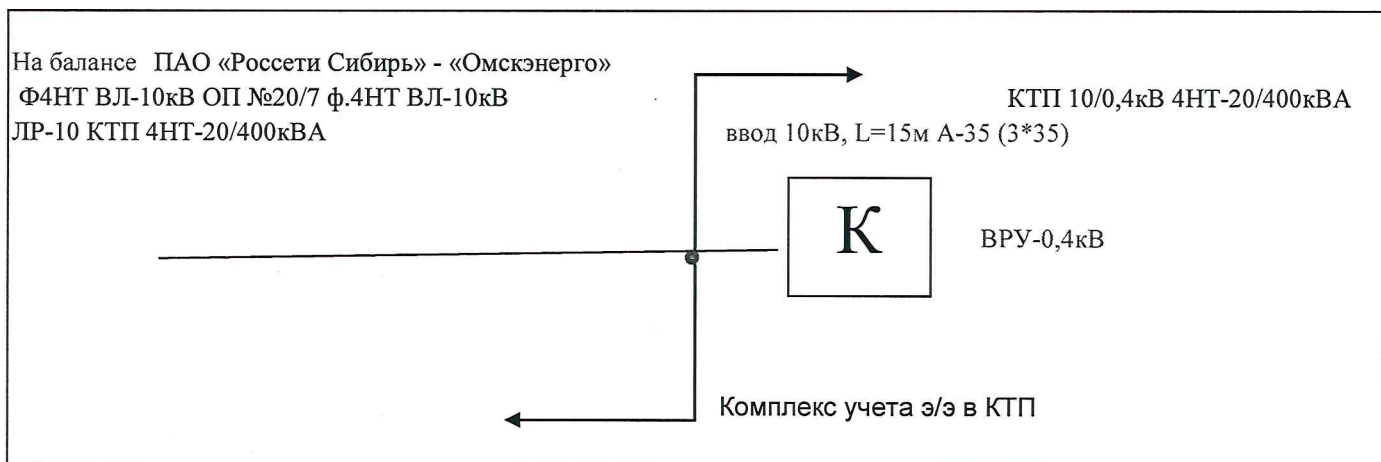 На балансе ПАО «Россети Сибирь» - «Омскэнерго»
Ф4НТ ВЛ-10кВ ОП №20/7 ф.4НТ ВЛ-10кВ
ЛР-10 КТП 4НТ-20/400кВА
КТП 10/0,4кВ 4НТ-20/400кВА
ввод 10кВ, L=15м А-35 (3*35)
К
ВРУ-0,4кВ
Комплекс учета э/э в КТП